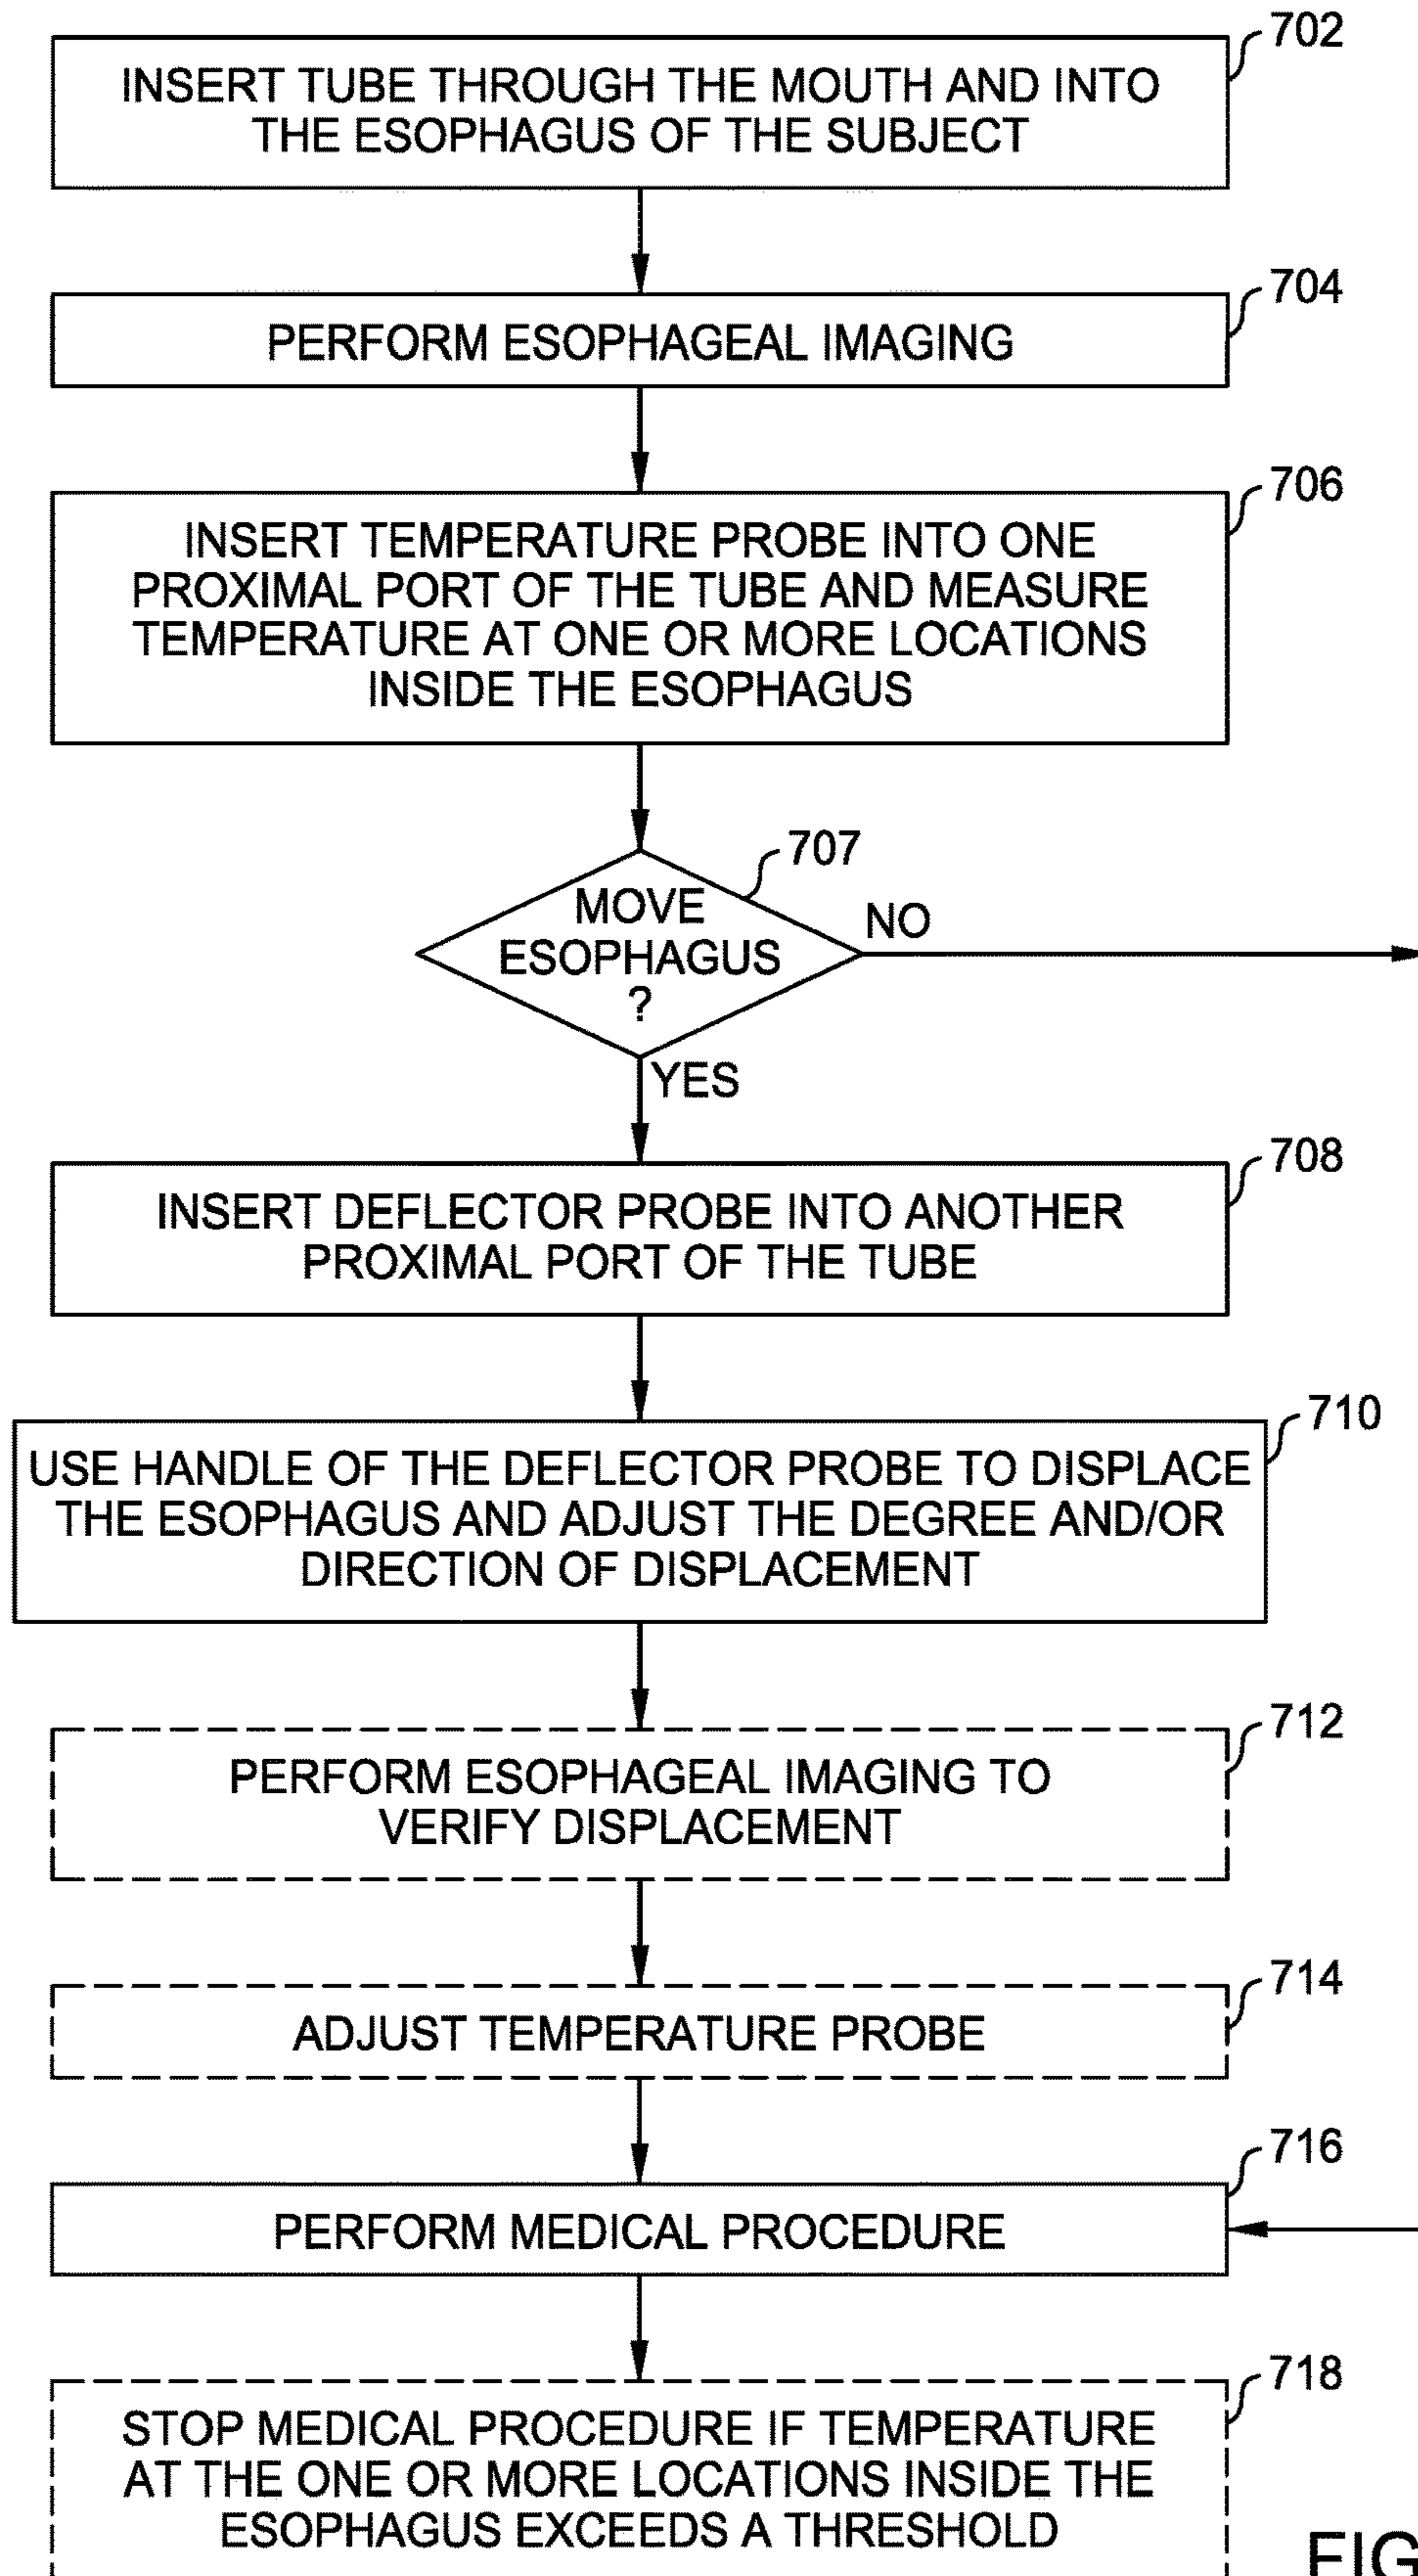 702
INSERT TUBE THROUGH THE MOUTH AND INTO
THE ESOPHAGUS OF THE SUBJECT
704
PERFORM ESOPHAGEAL IMAGING
706
INSERT TEMPERATURE PROBE INTO ONE
PROXIMAL PORT OF THE TUBE AND MEASURE
TEMPERATURE AT ONE OR MORE LOCATIONS
INSIDE THE ESOPHAGUS
707
MOVE
ESOPHAGUS
?
NO
YES
708
INSERT DEFLECTOR PROBE INTO ANOTHER
PROXIMAL PORT OF THE TUBE
710
USE HANDLE OF THE DEFLECTOR PROBE TO DISPLACE
THE ESOPHAGUS AND ADJUST THE DEGREE AND/OR
DIRECTION OF DISPLACEMENT
712
PERFORM ESOPHAGEAL IMAGING TO
VERIFY DISPLACEMENT
714
ADJUST TEMPERATURE PROBE
716
PERFORM MEDICAL PROCEDURE
718
STOP MEDICAL PROCEDURE IF TEMPERATURE
AT THE ONE OR MORE LOCATIONS INSIDE THE
ESOPHAGUS EXCEEDS A THRESHOLD
FIG